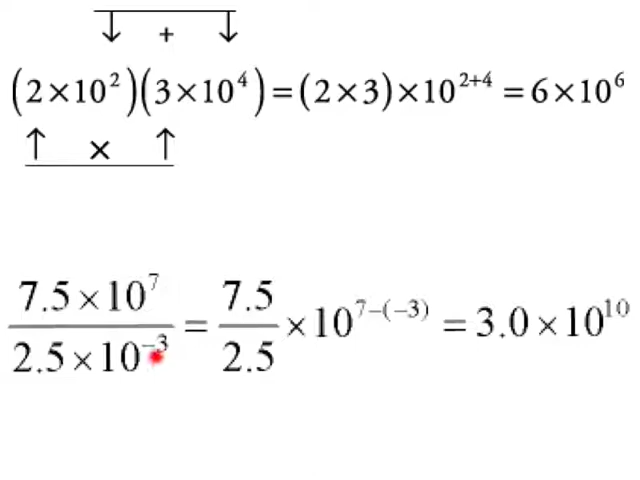 ↓ + ↓
(2×10²)(3×10⁴) = (2×3)×10²⁺⁴ = 6×10⁶
↑ × ↑
7.5×10⁷ / 2.5×10⁻³ = 7.5 / 2.5 ×10⁷⁻⁽⁻³⁾ = 3.0×10¹⁰